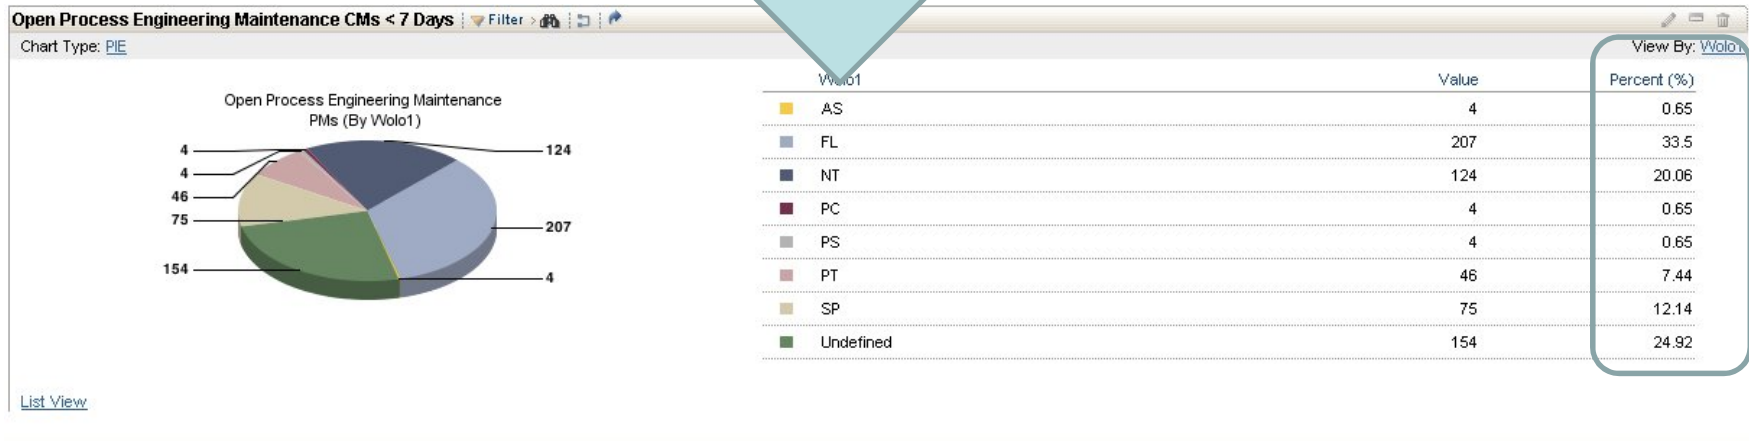 Open Process Engineering Maintenance CMs < 7 Days Filter >
Chart Type: PIE View By: Wolo1
Open Process Engineering Maintenance
PMs (By Wolo1)
4
4
46
75
154
124
207
4
Wolo1 Value Percent (%)
AS 4 0.65
FL 207 33.5
NT 124 20.06
PC 4 0.65
PS 4 0.65
PT 46 7.44
SP 75 12.14
Undefined 154 24.92
List View